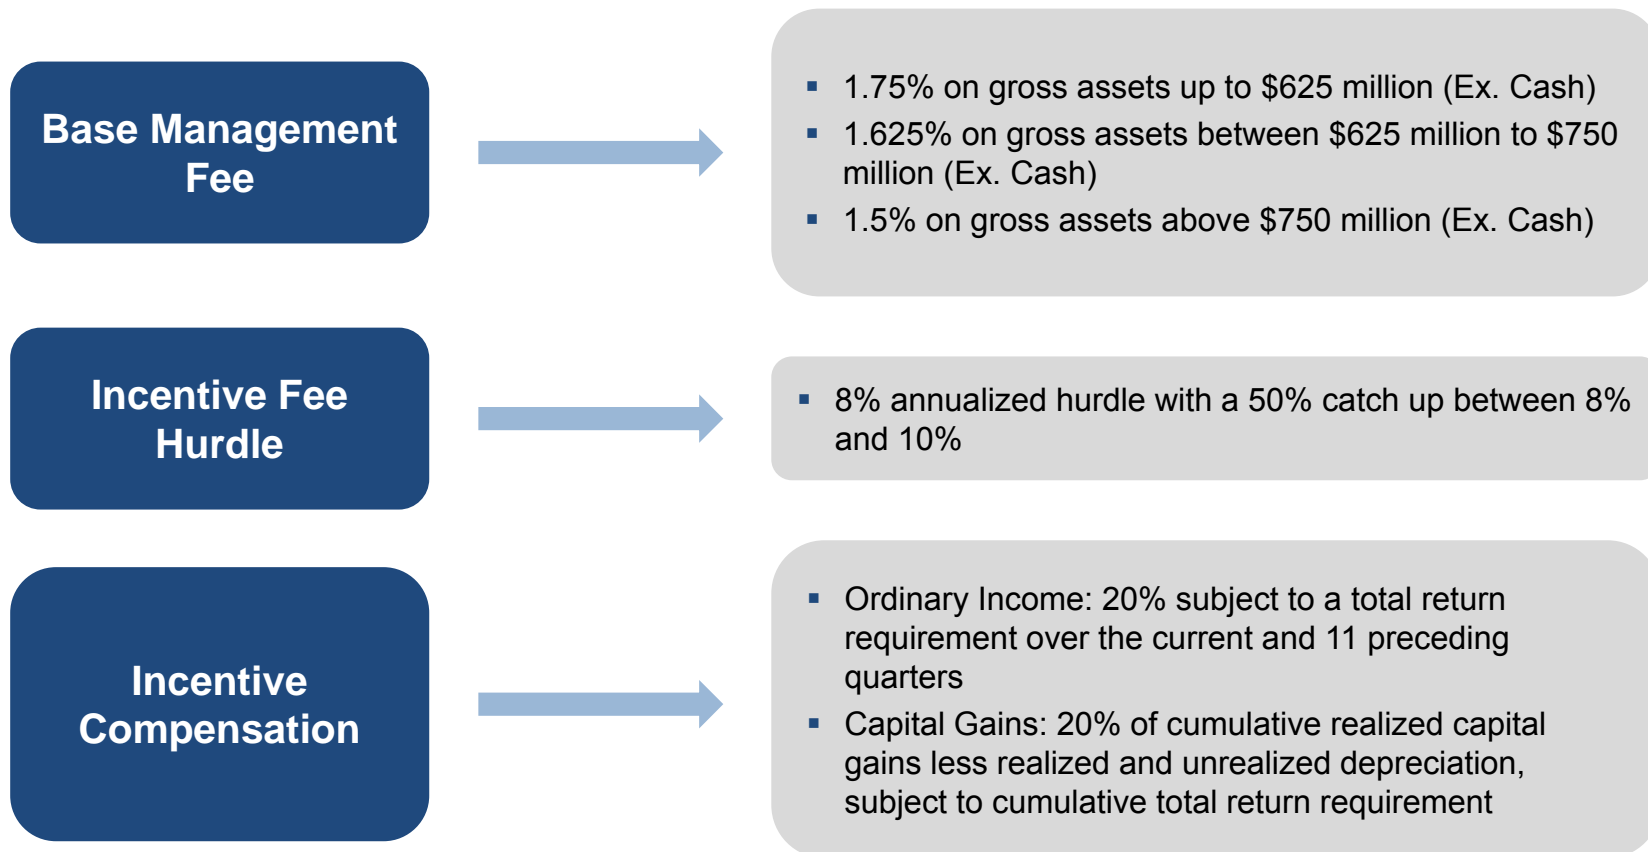 Base Management
Fee
▪ 1.75% on gross assets up to $625 million (Ex. Cash)
▪ 1.625% on gross assets between $625 million to $750
million (Ex. Cash)
▪ 1.5% on gross assets above $750 million (Ex. Cash)
Incentive Fee
Hurdle
▪ 8% annualized hurdle with a 50% catch up between 8%
and 10%
Incentive
Compensation
▪ Ordinary Income: 20% subject to a total return
requirement over the current and 11 preceding
quarters
▪ Capital Gains: 20% of cumulative realized capital
gains less realized and unrealized depreciation,
subject to cumulative total return requirement